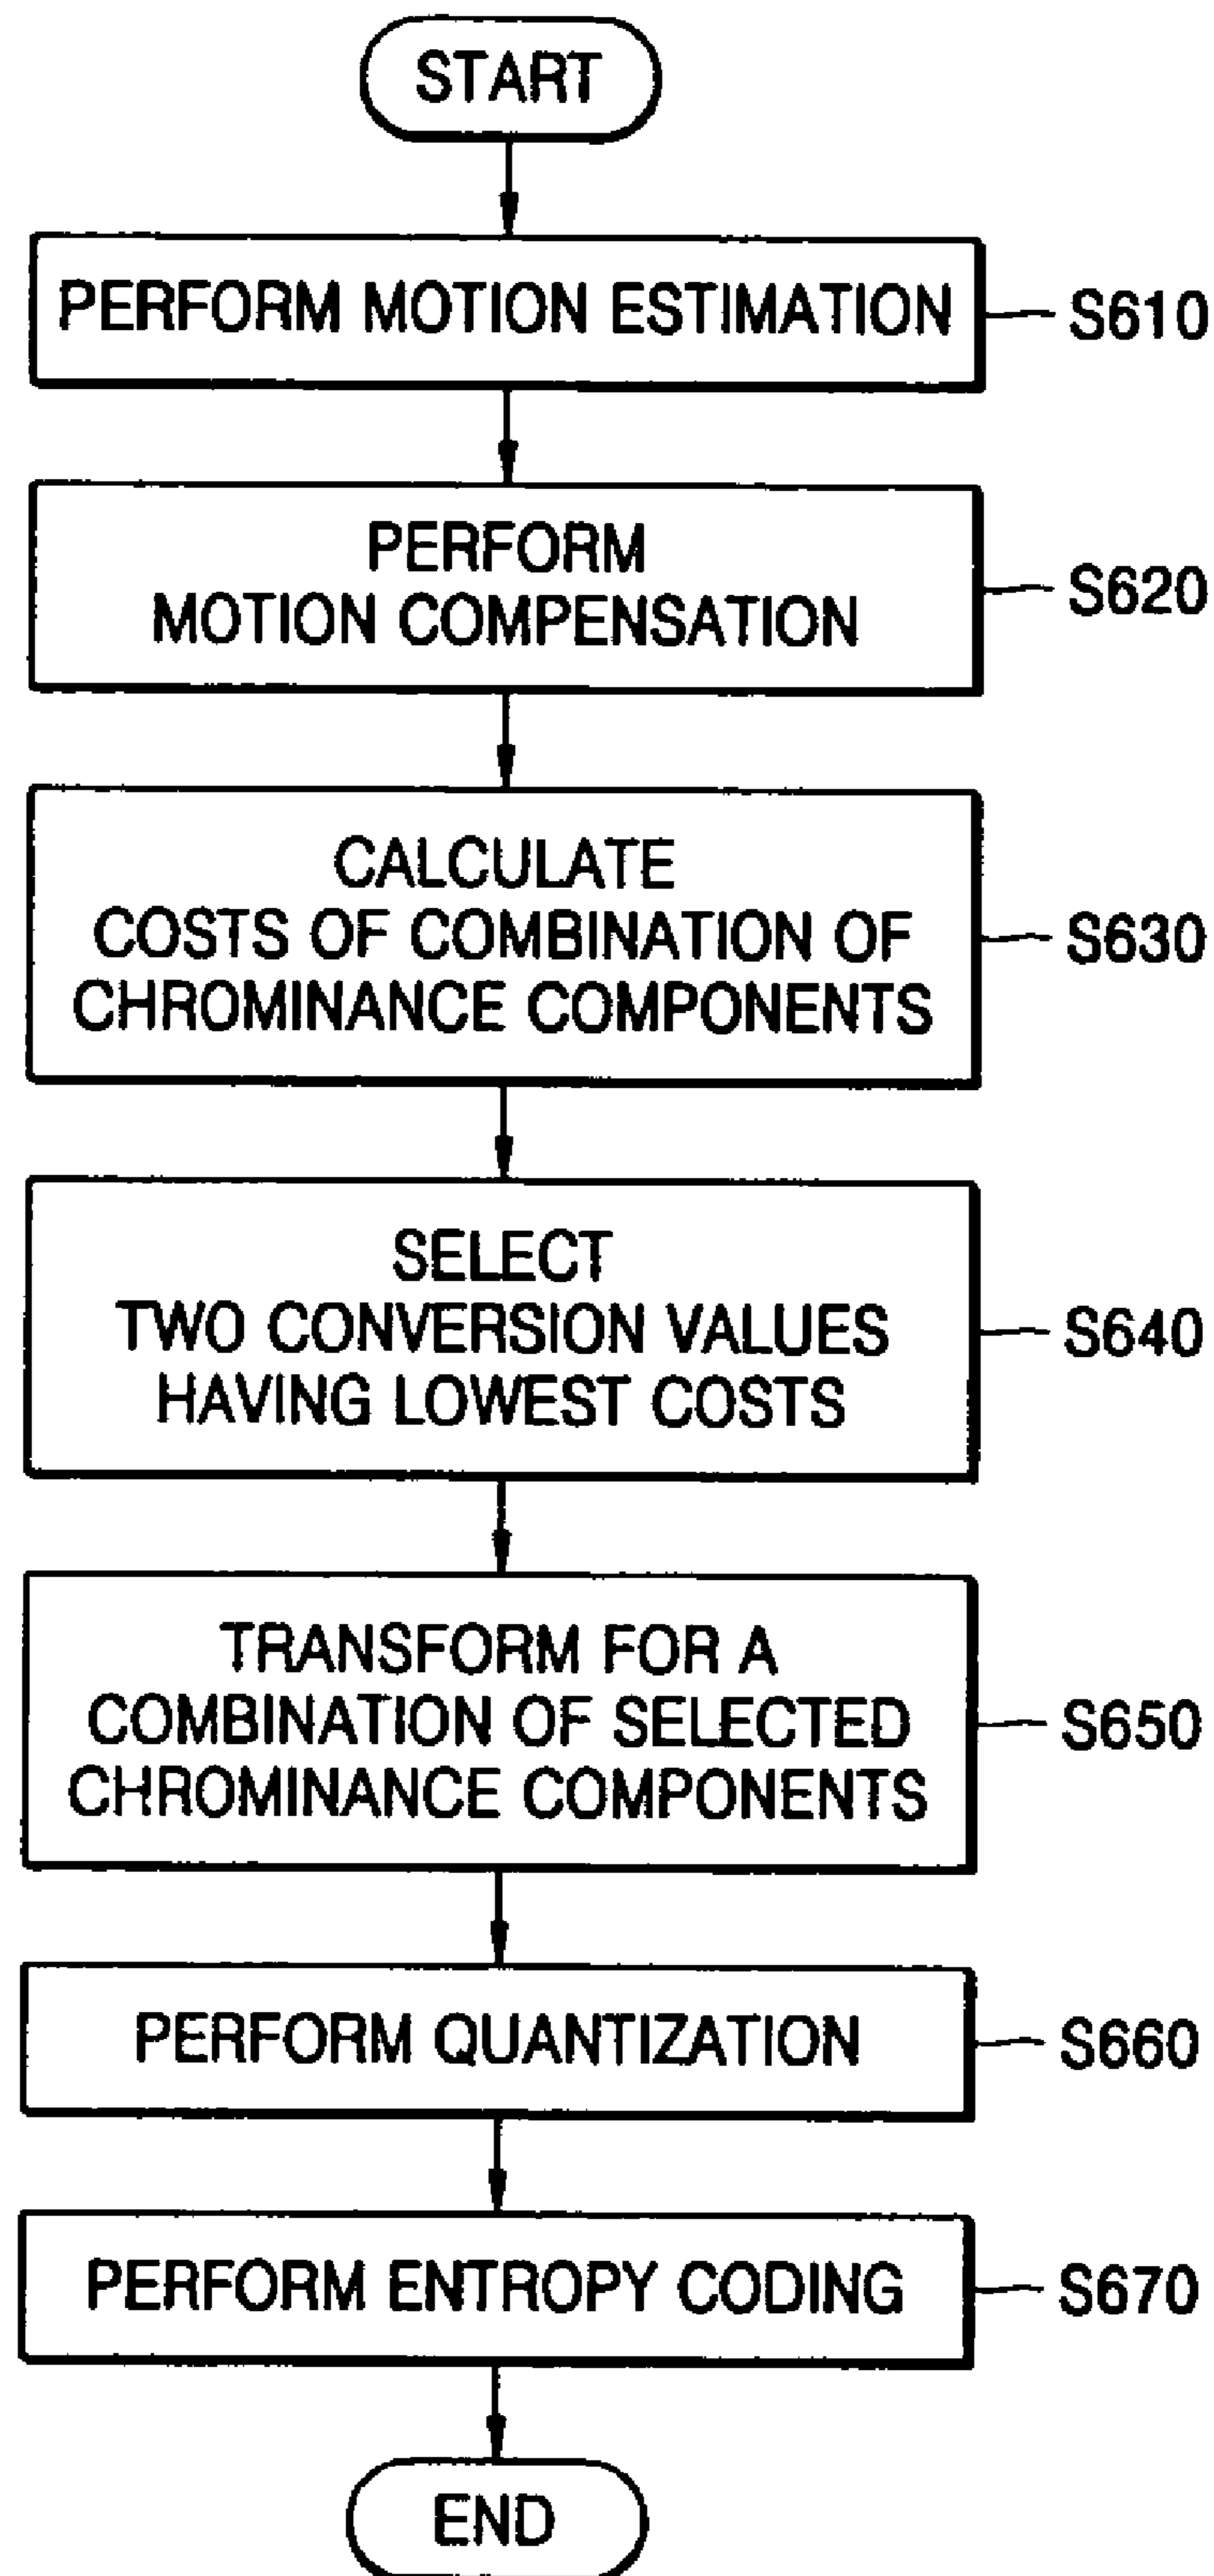 START
PERFORM MOTION ESTIMATION
S610
PERFORM
MOTION COMPENSATION
S620
CALCULATE
COSTS OF COMBINATION OF
CHROMINANCE COMPONENTS
S630
SELECT
TWO CONVERSION VALUES
HAVING LOWEST COSTS
S640
TRANSFORM FOR A
COMBINATION OF SELECTED
CHROMINANCE COMPONENTS
S650
PERFORM QUANTIZATION
S660
PERFORM ENTROPY CODING
S670
END